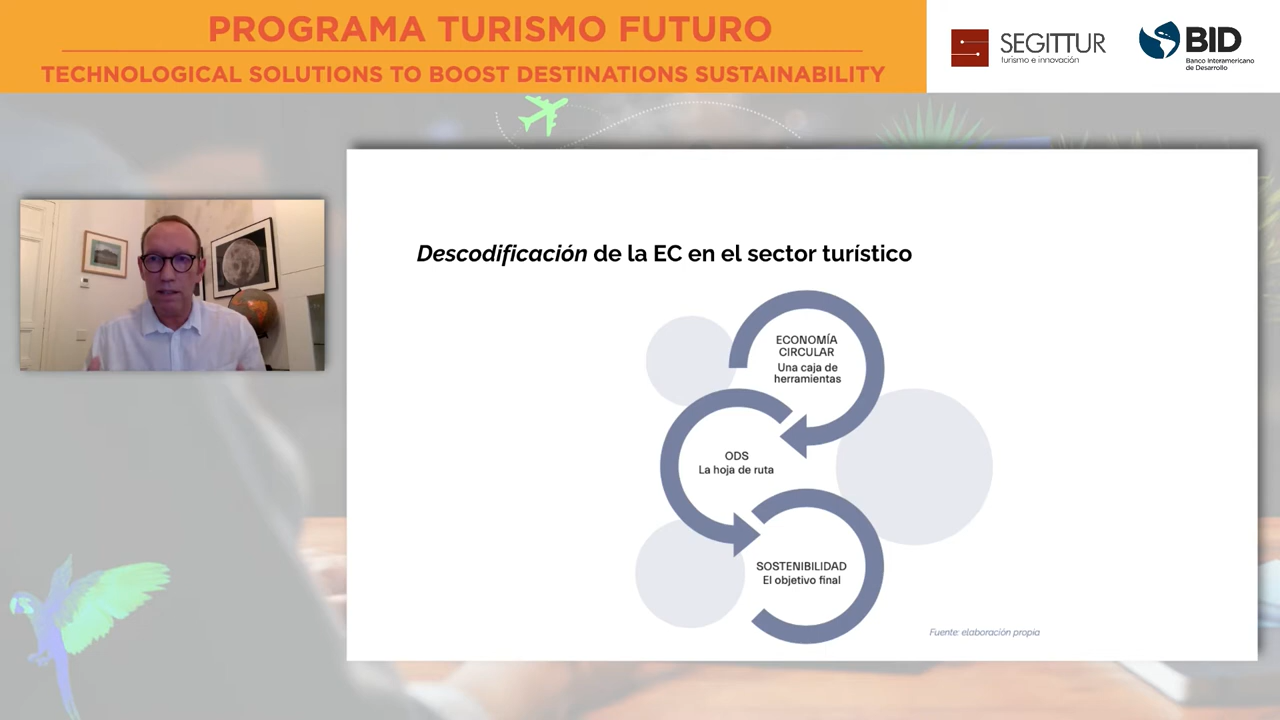 PROGRAMA TURISMO FUTURO
TECHNOLOGICAL SOLUTIONS TO BOOST DESTINATIONS SUSTAINABILITY
SEGITTUR
turismo e innovación
BID
Banco Interamericano
de Desarrollo
Descodificación de la EC en el sector turístico
ECONOMÍA
CIRCULAR
Una caja de
herramientas
ODS
La hoja de ruta
SOSTENIBILIDAD
El objetivo final
Fuente: elaboración propia